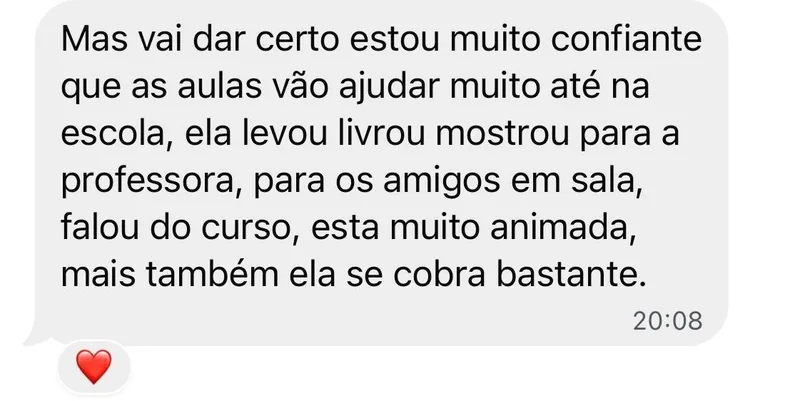 Mas vai dar certo estou muito confiante
que as aulas vão ajudar muito até na
escola, ela levou livrou mostrou para a
professora, para os amigos em sala,
falou do curso, esta muito animada,
mais também ela se cobra bastante.
20:08